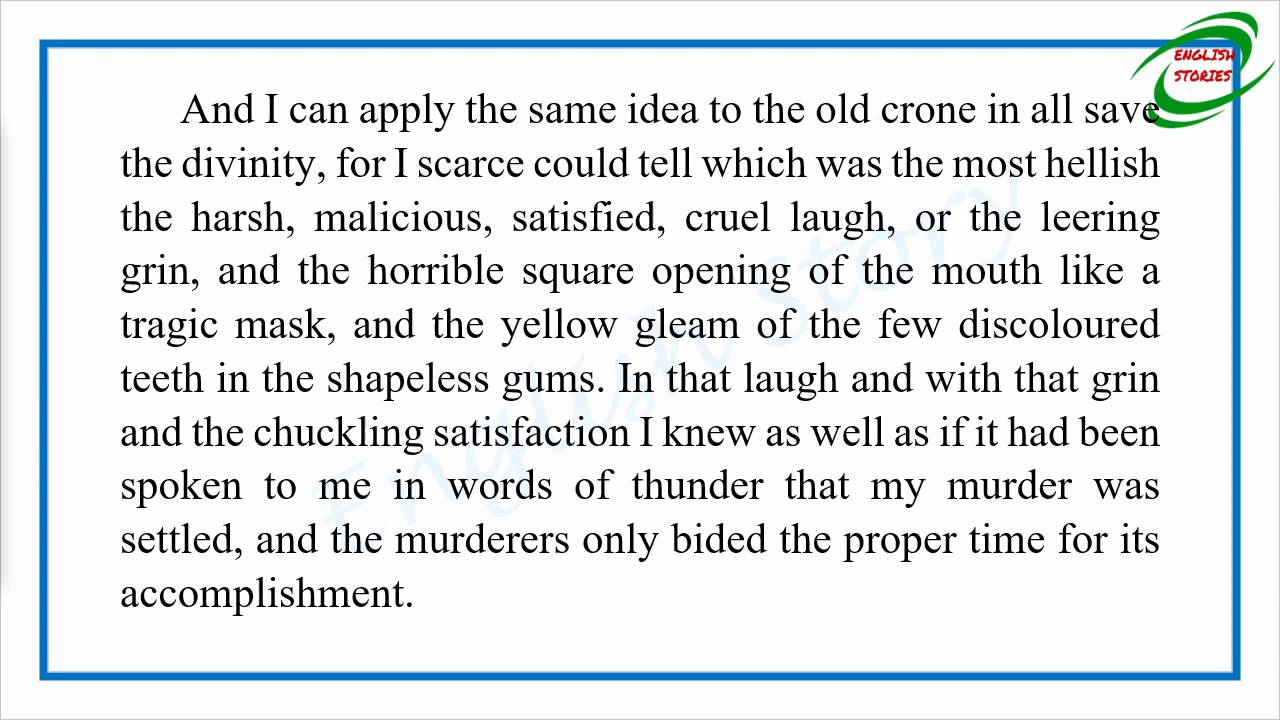 ENGLISH
STORIES
And I can apply the same idea to the old crone in all save
the divinity, for I scarce could tell which was the most hellish
the harsh, malicious, satisfied, cruel laugh, or the leering
grin, and the horrible square opening of the mouth like a
tragic mask, and the yellow gleam of the few discoloured
teeth in the shapeless gums. In that laugh and with that grin
and the chuckling satisfaction I knew as well as if it had been
spoken to me in words of thunder that my murder was
settled, and the murderers only bided the proper time for its
accomplishment.
English Story